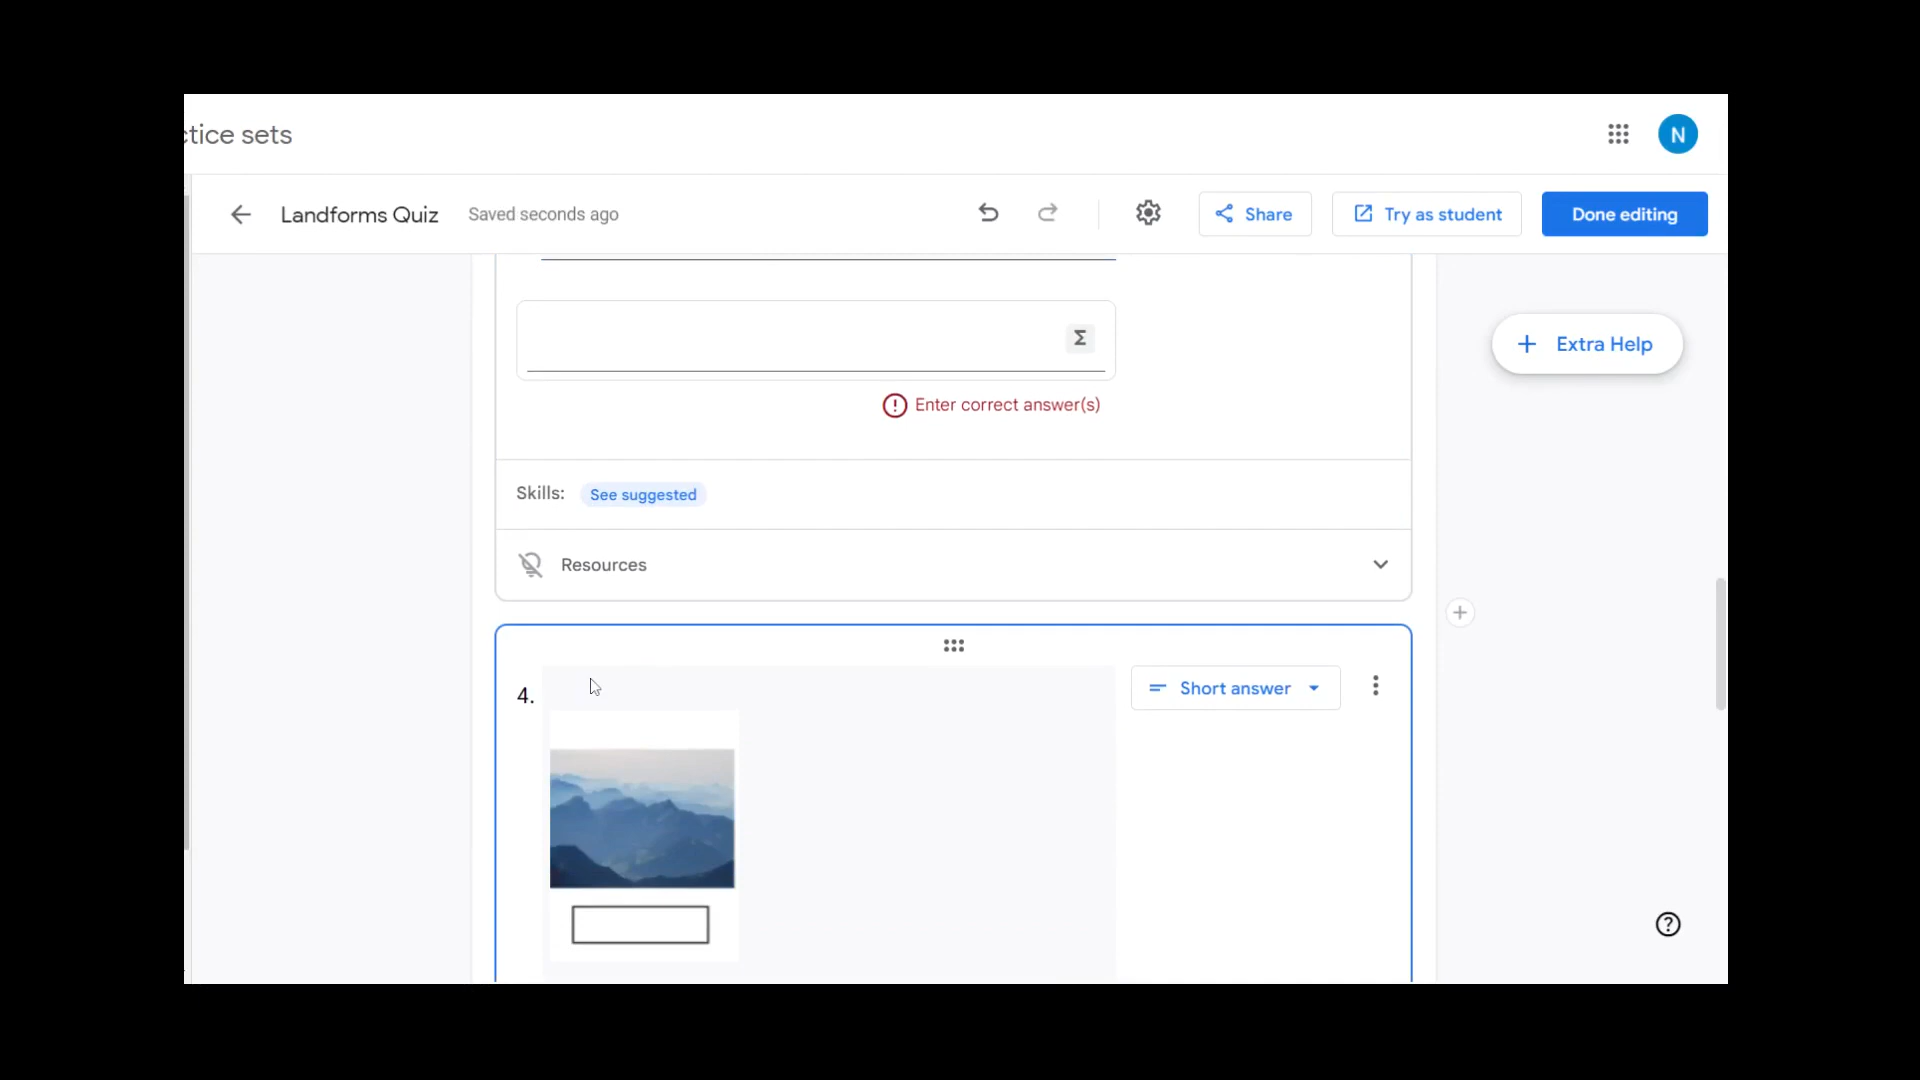 ctice sets
N
Landforms Quiz
Saved seconds ago
Share
Try as student
Done editing
Σ
Extra Help
Enter correct answer(s)
Skills:
See suggested
Resources
4.
Short answer